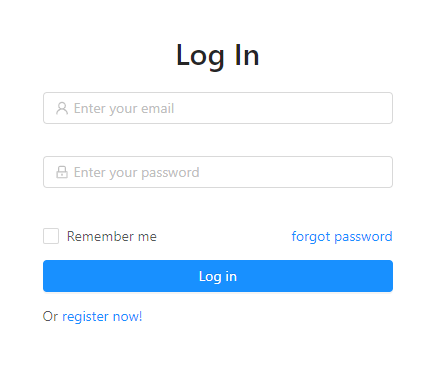 Log In
Enter your email
Enter your password
Remember me forgot password
Log in
Or register now!